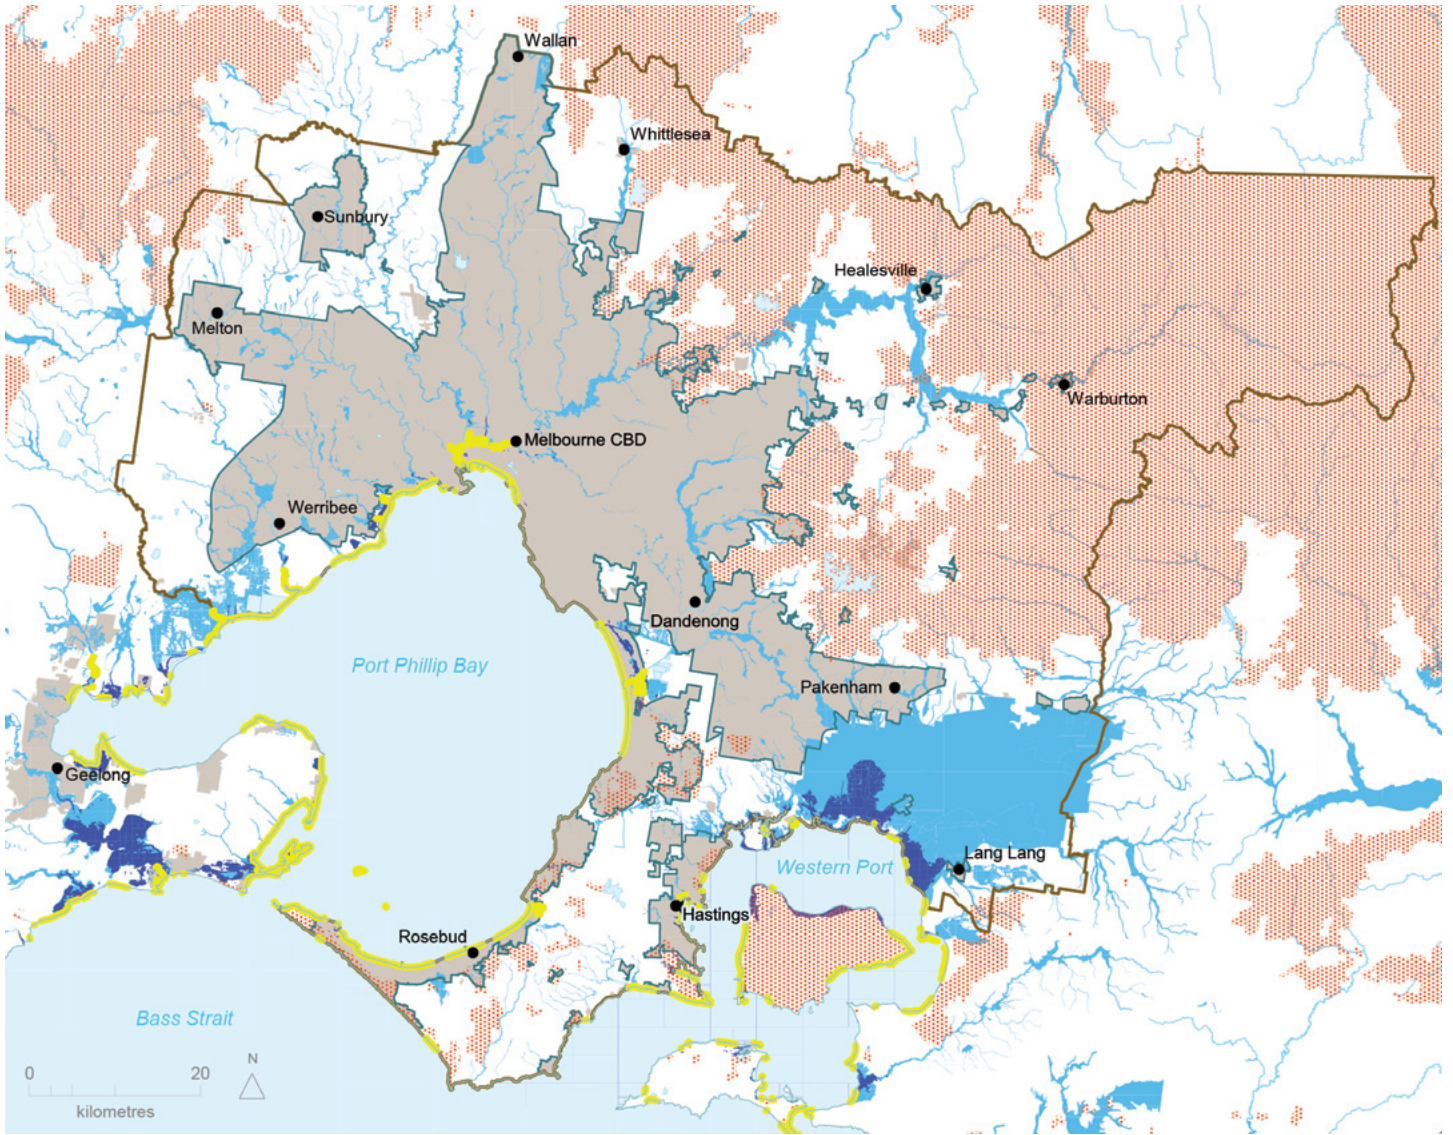 Wallan
Whittlesea
Sunbury
Healesville
Melton
Warburton
Melbourne CBD
Werribee
Dandenong
Port Phillip Bay
Pakenham
Geelong
Lang Lang
Western Port
Hastings
Rosebud
Bass Strait
N
0 20
kilometres